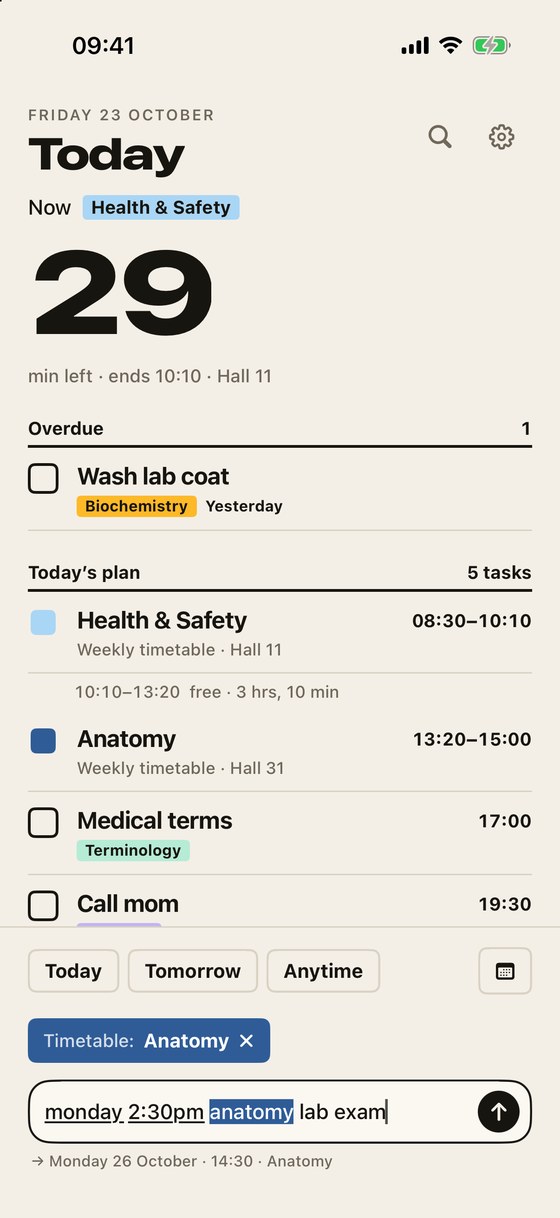 09:41
FRIDAY 23 OCTOBER
Today
Now Health & Safety
29
min left · ends 10:10 · Hall 11
Overdue 1
Wash lab coat
Biochemistry Yesterday
Today’s plan 5 tasks
Health & Safety 08:30–10:10
Weekly timetable · Hall 11
10:10–13:20 free · 3 hrs, 10 min
Anatomy 13:20–15:00
Weekly timetable · Hall 31
Medical terms 17:00
Terminology
Call mom 19:30
Today Tomorrow Anytime
Timetable: Anatomy ×
monday 2:30pm anatomy lab exam
→ Monday 26 October · 14:30 · Anatomy